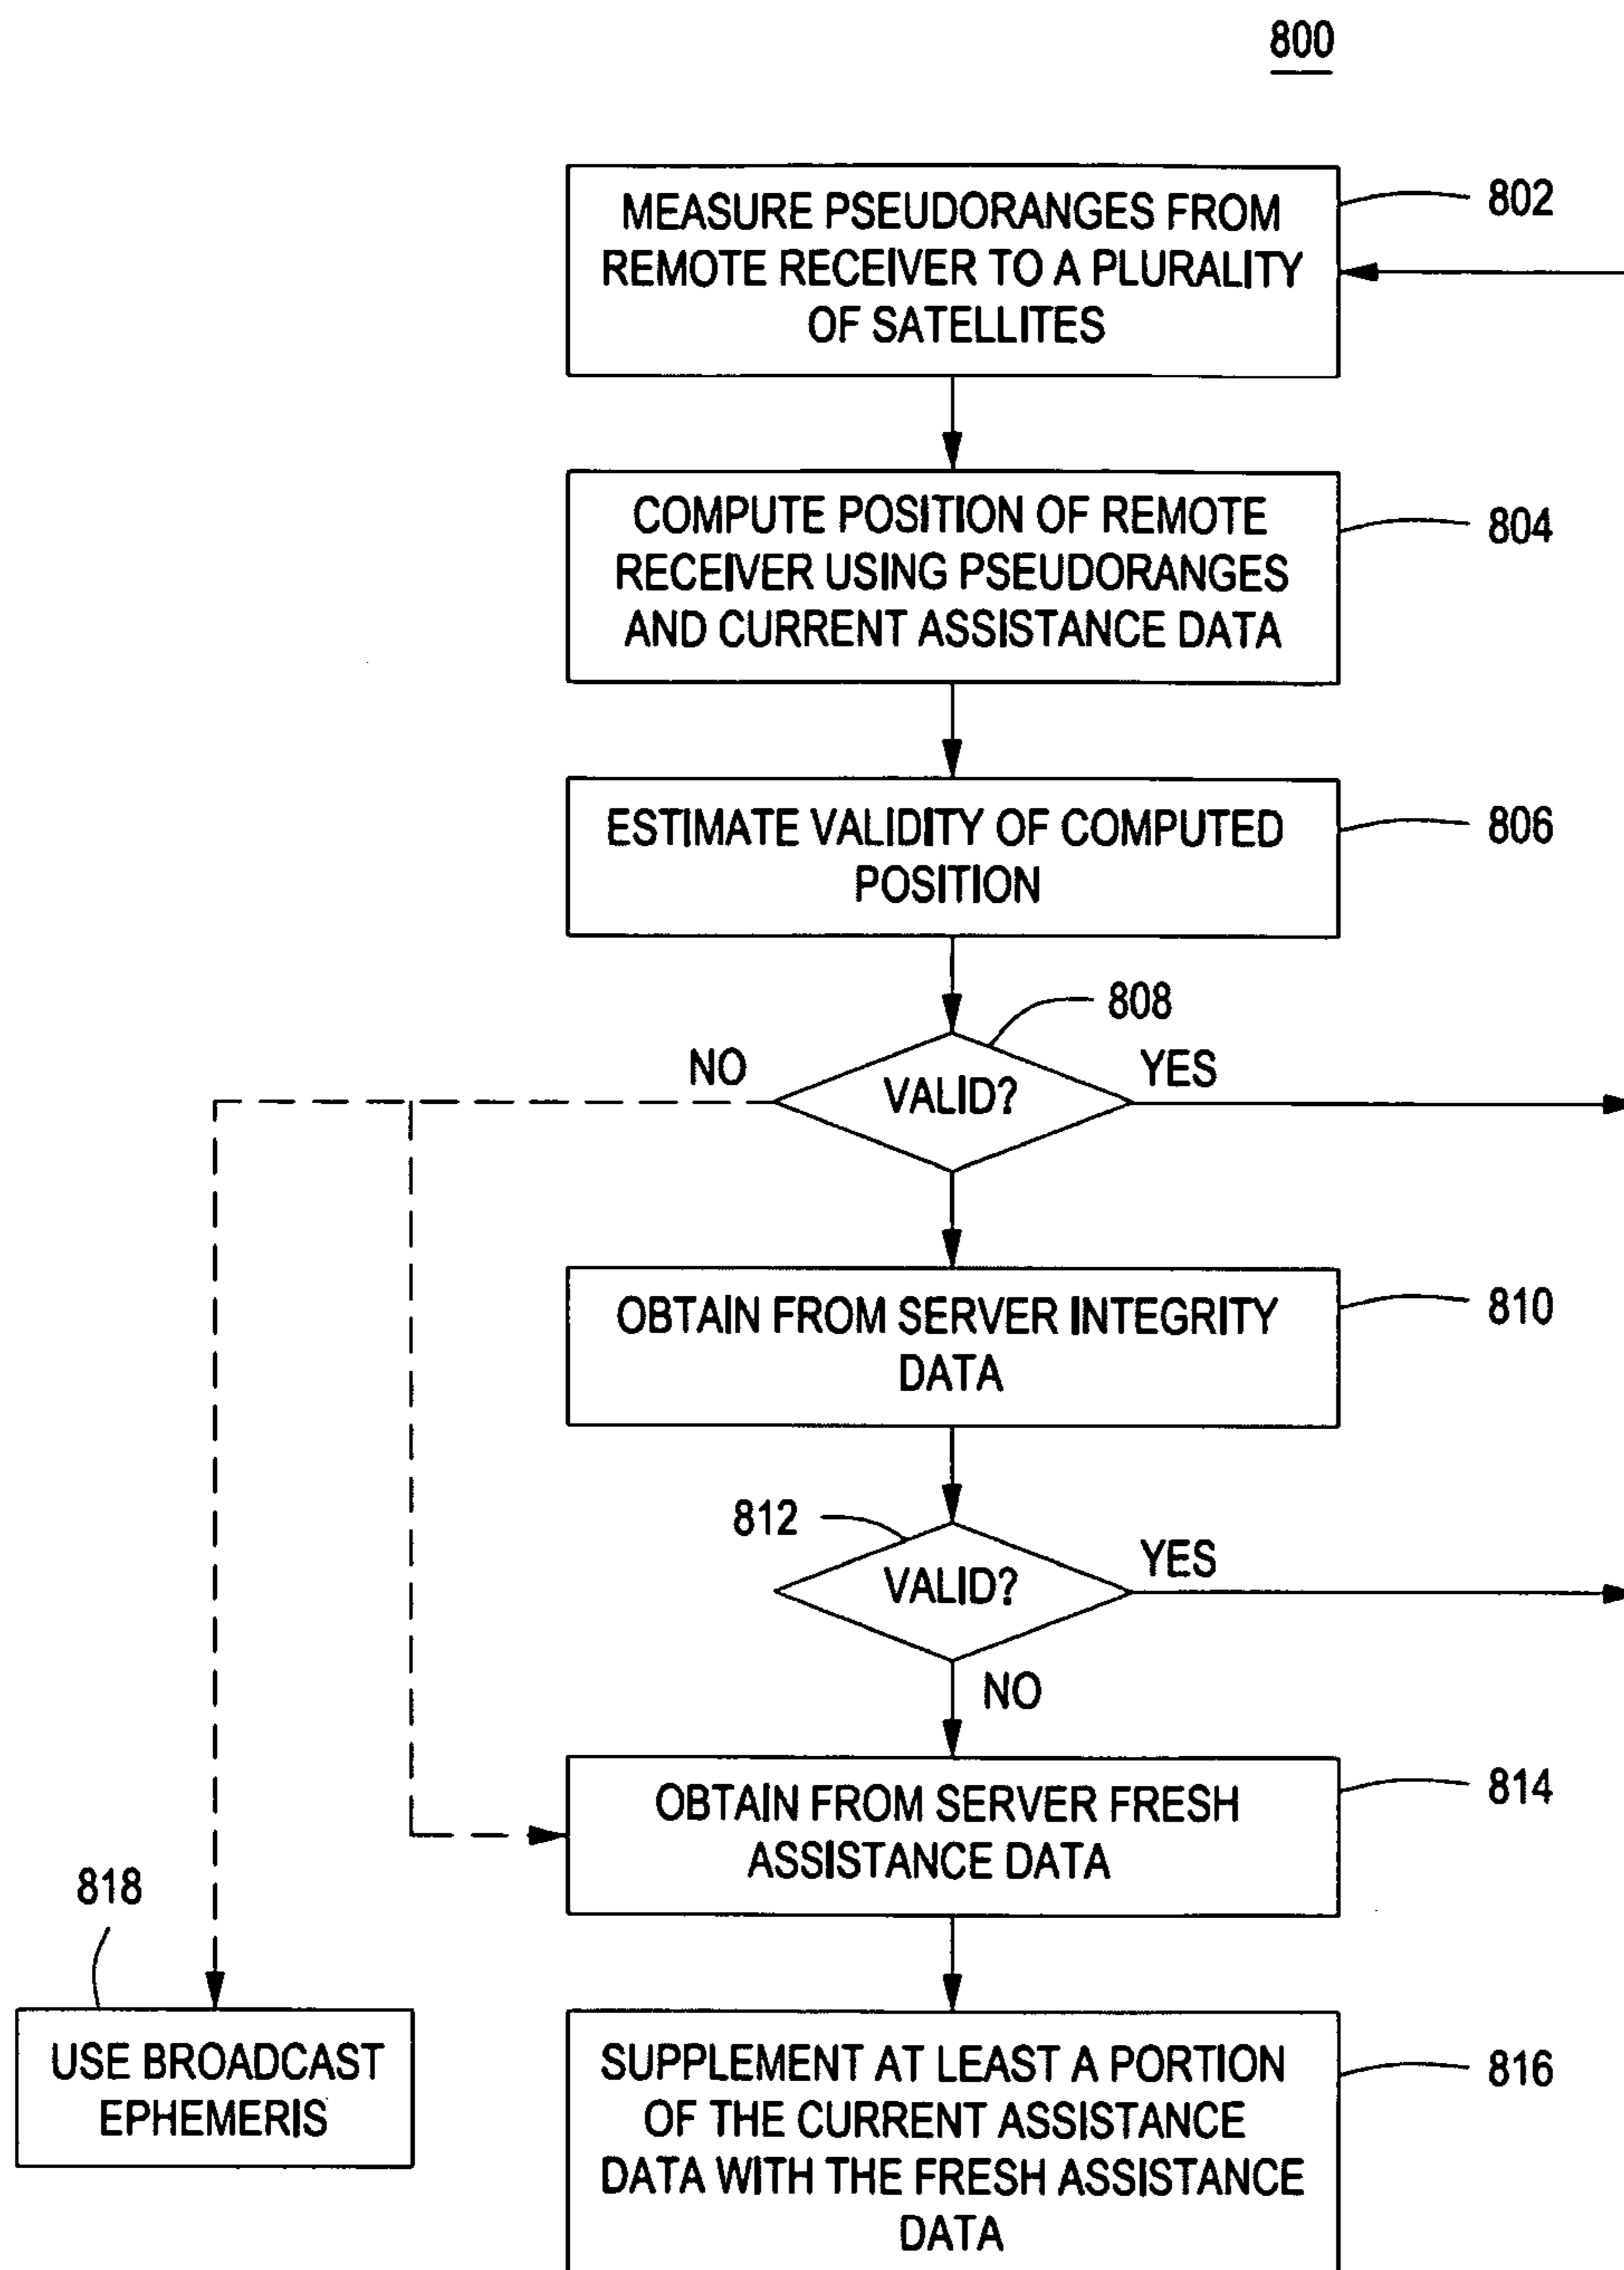 800
MEASURE PSEUDORANGES FROM
REMOTE RECEIVER TO A PLURALITY
OF SATELLITES
802
COMPUTE POSITION OF REMOTE
RECEIVER USING PSEUDORANGES
AND CURRENT ASSISTANCE DATA
804
ESTIMATE VALIDITY OF COMPUTED
POSITION
806
808
NO
VALID?
YES
OBTAIN FROM SERVER INTEGRITY
DATA
810
812
VALID?
YES
NO
OBTAIN FROM SERVER FRESH
ASSISTANCE DATA
814
818
USE BROADCAST
EPHEMERIS
SUPPLEMENT AT LEAST A PORTION
OF THE CURRENT ASSISTANCE
DATA WITH THE FRESH ASSISTANCE
DATA
816